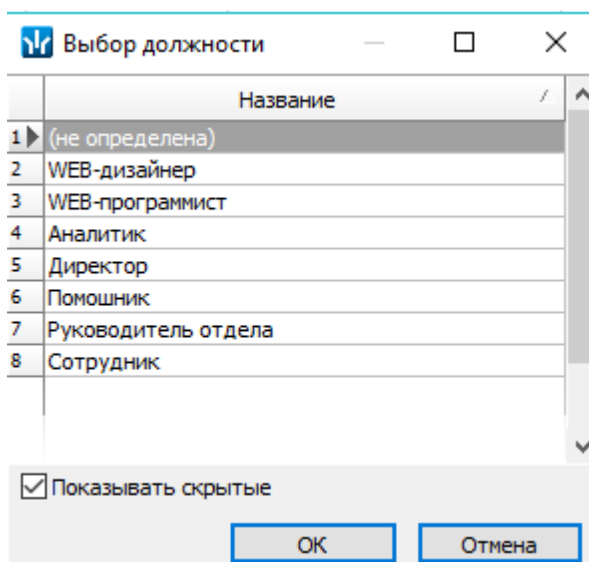 Выбор должности
Название
1 (не определена)
2 WEB-дизайнер
3 WEB-программист
4 Аналитик
5 Директор
6 Помошник
7 Руководитель отдела
8 Сотрудник
Показывать скрытые
ОК Отмена